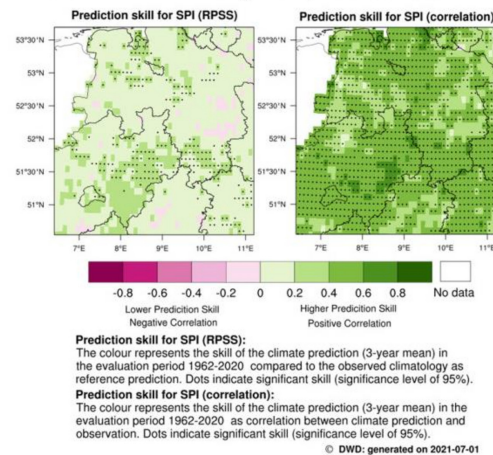 Prediction skill for SPI (RPSS)
Prediction skill for SPI (correlation)
53°30'N
53°N
52°30'N
52°N
51°30'N
51°N
53°30'N
53°N
52°30'N
52°N
51°30'N
51°N
7°E 8°E 9°E 10°E 11°E
7°E 8°E 9°E 10°E 11°E
-0.8 -0.6 -0.4 -0.2 0 0.2 0.4 0.6 0.8 No data
Lower Predicition Skill Higher Predicition Skill
Negative Correlation Positive Correlation
Prediction skill for SPI (RPSS):
The colour represents the skill of the climate prediction (3-year mean) in
the evaluation period 1962-2020 compared to the observed climatology as
reference prediction. Dots indicate significant skill (significance level of 95%).
Prediction skill for SPI (correlation):
The colour represents the skill of the climate prediction (3-year mean) in the
evaluation period 1962-2020 as correlation between climate prediction and
observation. Dots indicate significant skill (significance level of 95%).
© DWD: generated on 2021-07-01